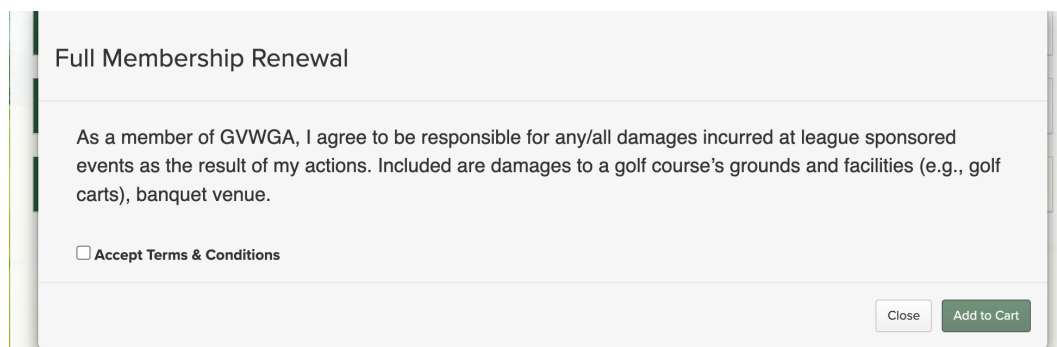 Full Membership Renewal
As a member of GVWGA, I agree to be responsible for any/all damages incurred at league sponsored
events as the result of my actions. Included are damages to a golf course’s grounds and facilities (e.g., golf
carts), banquet venue.
Accept Terms & Conditions
Close Add to Cart